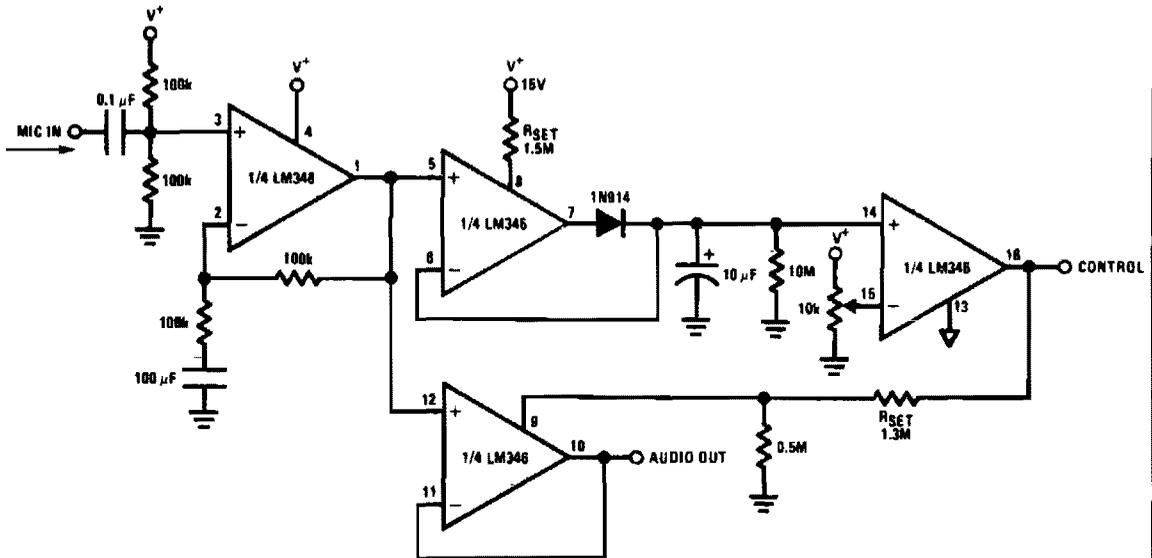 V+
100k
0.1 µF
MIC IN
100k
3
2
V+
4
1/4 LM346
1
100k
100k
100 µF
V+
15V
RSET
1.5M
8
5
6
1/4 LM346
7
1N914
+
10 µF
10M
V+
10k
14
15
1/4 LM346
13
16
CONTROL
12
11
1/4 LM346
9
10
AUDIO OUT
0.5M
RSET
1.3M